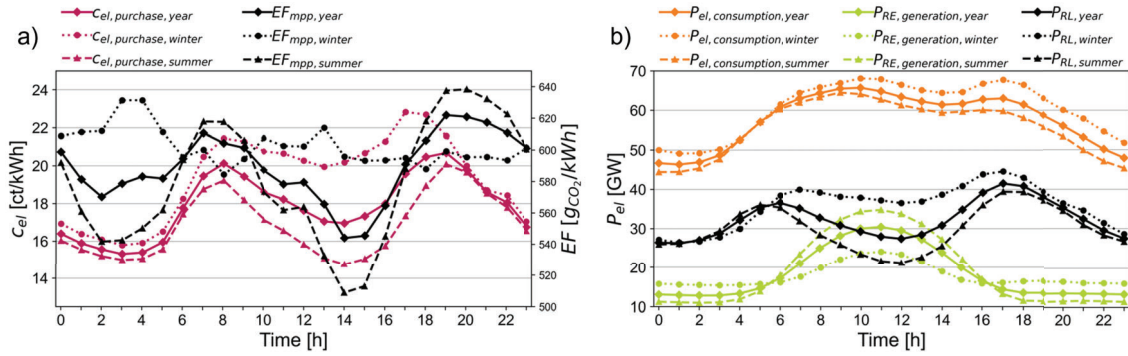 a)
c_el, purchase, year
EF_mpp, year
c_el, purchase, winter
EF_mpp, winter
c_el, purchase, summer
EF_mpp, summer
24
22
20
18
16
14
c_el [ct/kWh]
640
620
600
580
560
540
520
500
EF [g_CO2/kWh]
0 2 4 6 8 10 12 14 16 18 20 22
Time [h]
b)
P_el, consumption, year
P_RE, generation, year
P_RL, year
P_el, consumption, winter
P_RE, generation, winter
P_RL, winter
P_el, consumption, summer
P_RE, generation, summer
P_RL, summer
70
60
50
40
30
20
10
P_el [GW]
0 2 4 6 8 10 12 14 16 18 20 22
Time [h]